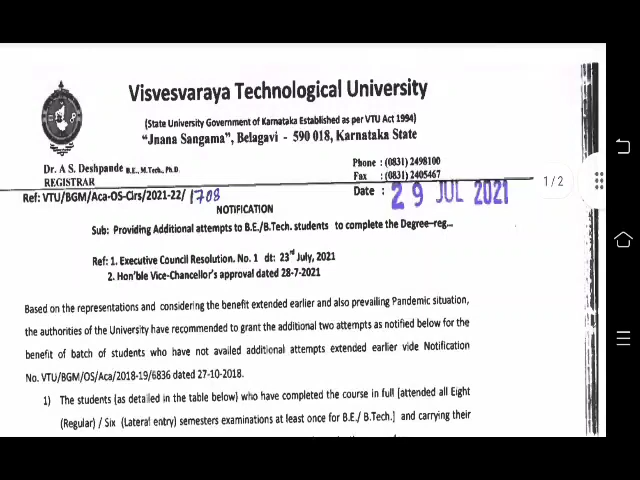 Visvesvaraya Technological University
(State University Government of Karnataka Established as per VTU Act 1994)
"Jnana Sangama", Belagavi - 590 018, Karnataka State
Dr. A S. Deshpande B.E., M.Tech., Ph.D.
REGISTRAR
Phone : (0831) 2498100
Fax : (0831) 2405467
Ref: VTU/BGM/Aca-OS-Cirs/2021-22/ 1708
Date : 29 JUL 2021
1/2
NOTIFICATION
Sub: Providing Additional attempts to B.E./B.Tech. students to complete the Degree–reg...
Ref: 1. Executive Council Resolution. No. 1 dt: 23rd July, 2021
2. Hon'ble Vice-Chancellor's approval dated 28-7-2021
Based on the representations and considering the benefit extended earlier and also prevailing Pandemic situation,
the authorities of the University have recommended to grant the additional two attempts as notified below for the
benefit of batch of students who have not availed additional attempts extended earlier vide Notification
No. VTU/BGM/OS/Aca/2018-19/6836 dated 27-10-2018.
1) The students (as detailed in the table below) who have completed the course in full [attended all Eight
(Regular) / Six (Lateral entry) semesters examinations at least once for B.E./ B.Tech.] and carrying their